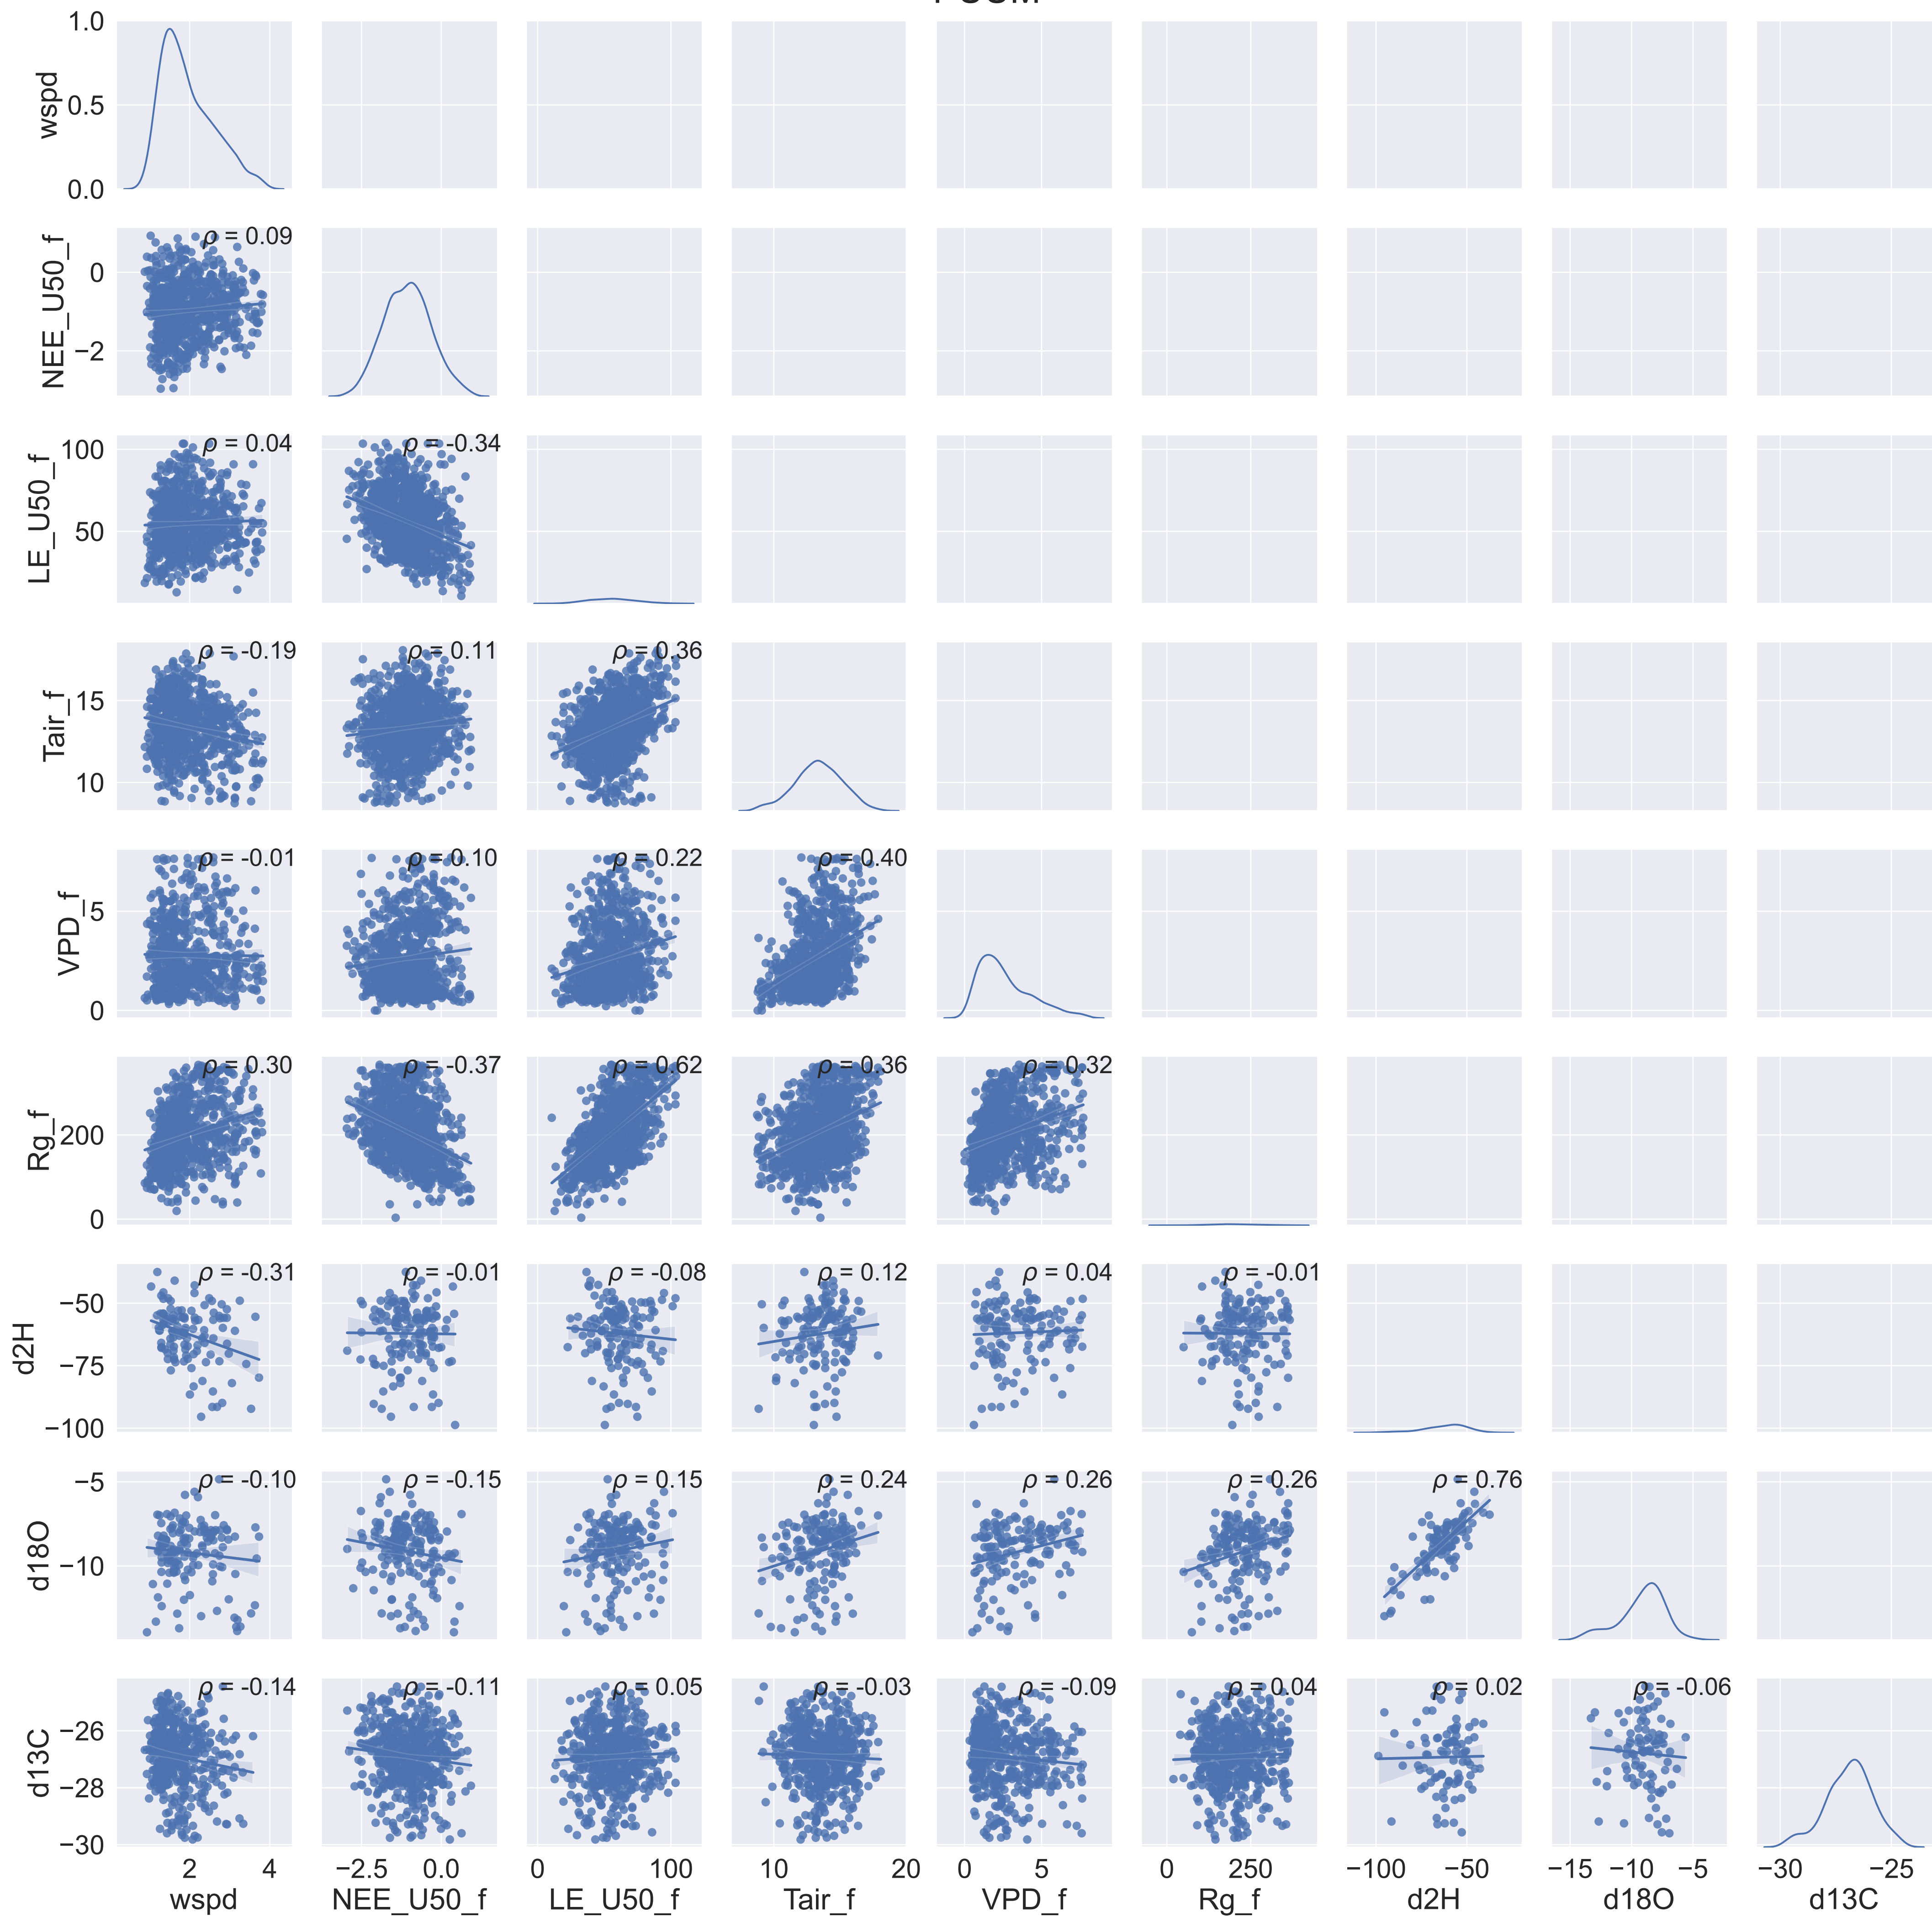 1.0
wspd
0.5
0.0
NEE_U50_f
0
−2
ρ = 0.09
LE_U50_f
100
50
ρ = 0.04
ρ = -0.34
Tair_f
15
10
ρ = -0.19
ρ = 0.11
ρ = 0.36
VPD_f
5
0
ρ = -0.01
ρ = 0.10
ρ = 0.22
ρ = 0.40
Rg_f
200
0
ρ = 0.30
ρ = -0.37
ρ = 0.62
ρ = 0.36
ρ = 0.32
d2H
−50
−75
−100
ρ = -0.31
ρ = -0.01
ρ = -0.08
ρ = 0.12
ρ = 0.04
ρ = -0.01
d18O
−5
−10
ρ = -0.10
ρ = -0.15
ρ = 0.15
ρ = 0.24
ρ = 0.26
ρ = 0.26
ρ = 0.76
d13C
−26
−28
−30
ρ = -0.14
ρ = -0.11
ρ = 0.05
ρ = -0.03
ρ = -0.09
ρ = 0.04
ρ = 0.02
ρ = -0.06
2 4 −2.5 0.0 0 100 10 20 0 5 0 250 −100 −50 −15 −10 −5 −30 −25
wspd NEE_U50_f LE_U50_f Tair_f VPD_f Rg_f d2H d18O d13C